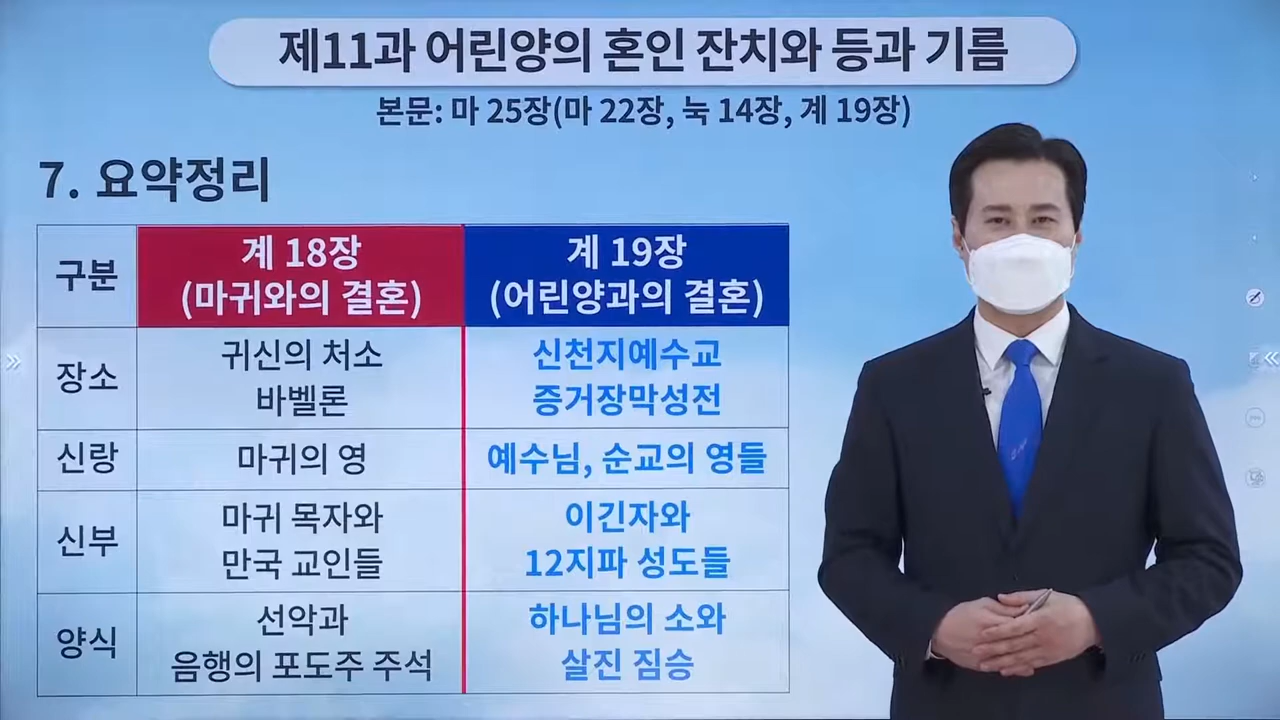 제11과 어린양의 혼인 잔치와 등과 기름
본문: 마 25장(마 22장, 눅 14장, 계 19장)
7. 요약정리
구분
계 18장
(마귀와의 결혼)
계 19장
(어린양과의 결혼)
장소
귀신의 처소
바벨론
신천지예수교
증거장막성전
신랑
마귀의 영
예수님, 순교의 영들
신부
마귀 목자와
만국 교인들
이긴자와
12지파 성도들
양식
선악과
음행의 포도주 주석
하나님의 소와
살진 짐승